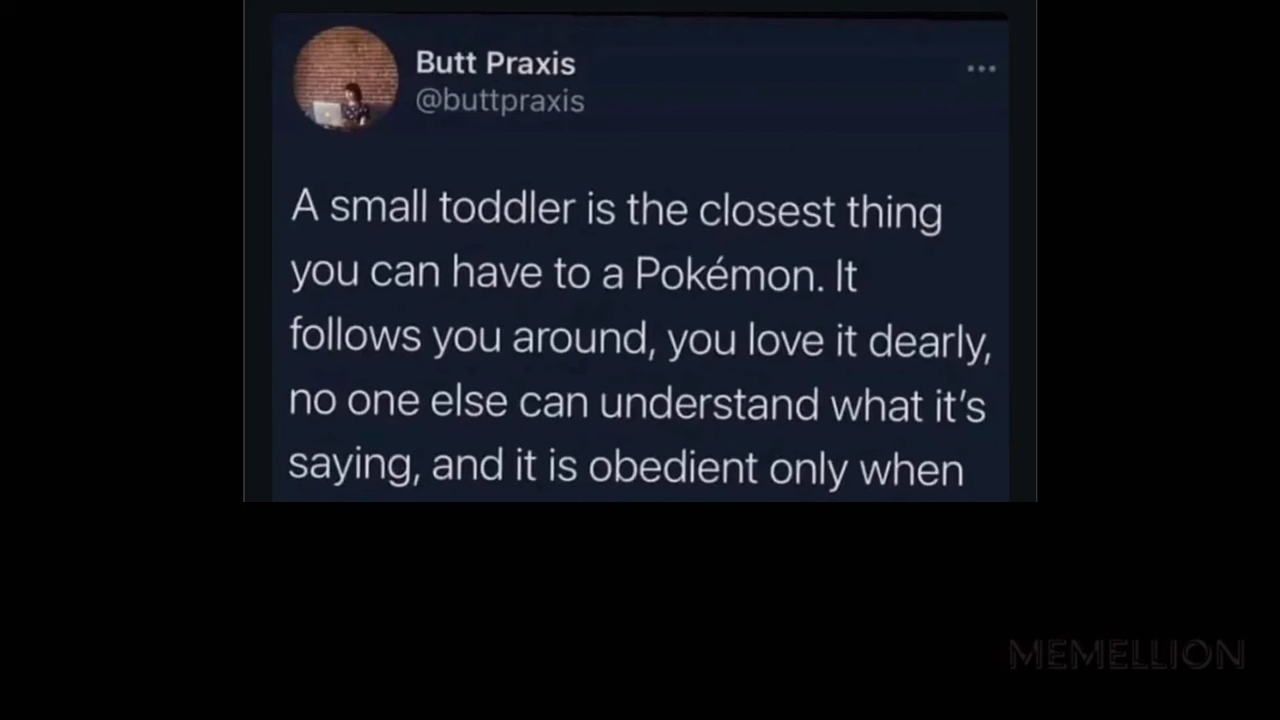 Butt Praxis
@buttpraxis
A small toddler is the closest thing
you can have to a Pokémon. It
follows you around, you love it dearly,
no one else can understand what it's
saying, and it is obedient only when
MEMELLION